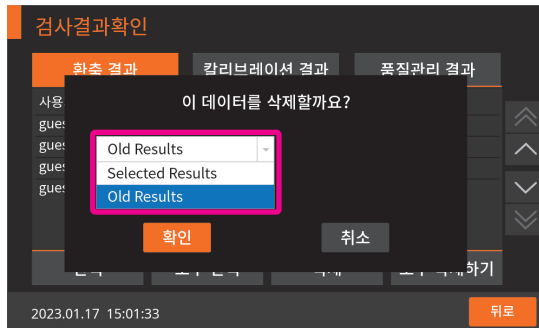 검사결과확인
환축 결과 칼리브레이션 결과 품질관리 결과
사용
이 데이터를 삭제할까요?
gues
gues
Old Results
gues
Selected Results
gues
Old Results
확인 취소
하기
2023.01.17 15:01:33
뒤로